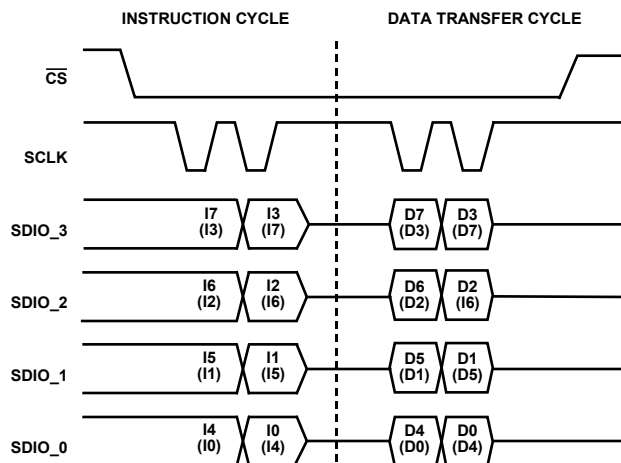 INSTRUCTION CYCLE DATA TRANSFER CYCLE
CS
SCLK
SDIO_3 I7 I3 D7 D3
(I3) (I7) (D3) (D7)
SDIO_2 I6 I2 D6 D2
(I2) (I6) (D2) (I6)
SDIO_1 I5 I1 D5 D1
(I1) (I5) (D1) (D5)
SDIO_0 I4 I0 D4 D0
(I0) (I4) (D0) (D4)